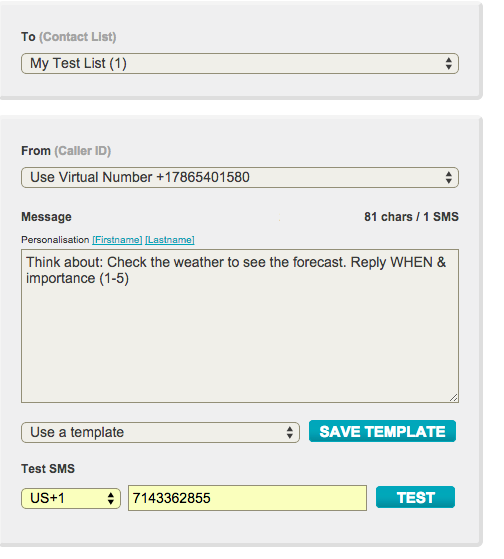 To (Contact List)
My Test List (1)
From (Caller ID)
Use Virtual Number +17865401580
Message 81 chars / 1 SMS
Personalisation [Firstname] [Lastname]
Think about: Check the weather to see the forecast. Reply WHEN &
importance (1-5)
Use a template SAVE TEMPLATE
Test SMS
US+1 7143362855 TEST